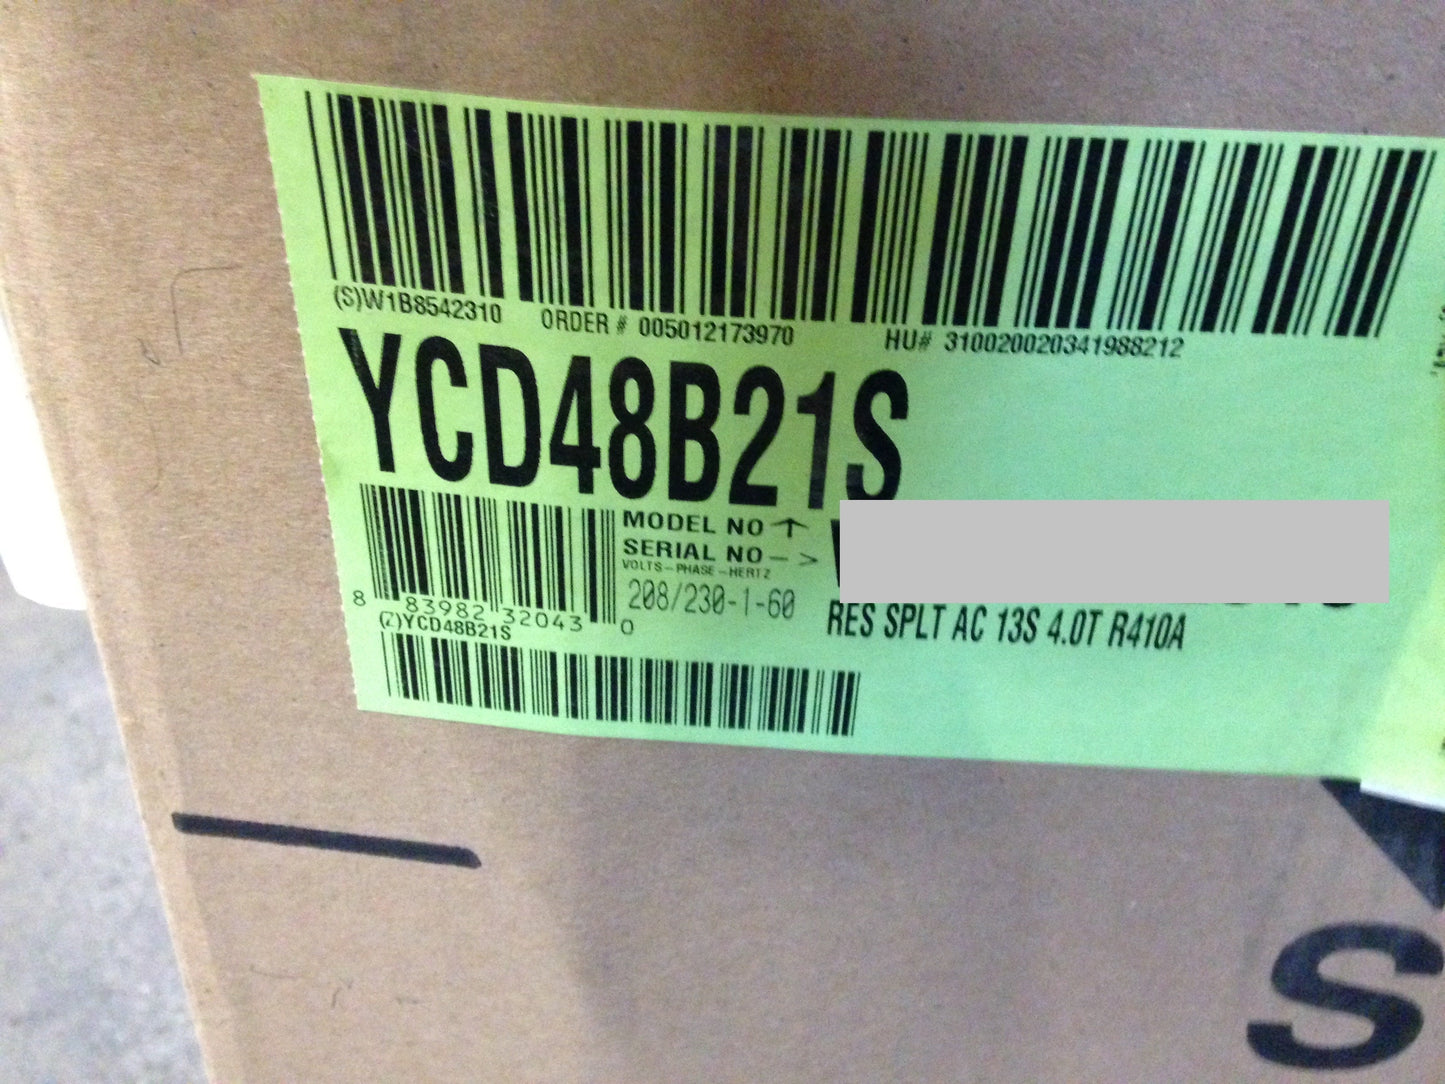 (S)W1B8542310 ORDER # 005012173970 HU# 310020020341988212
YCD48B21S
MODEL NO ↑
SERIAL NO -->
VOLTS-PHASE-HERTZ
208/230-1-60
RES SPLT AC 13S 4.0T R410A
8 83982 32043 0
(Z)YCD48B21S
S